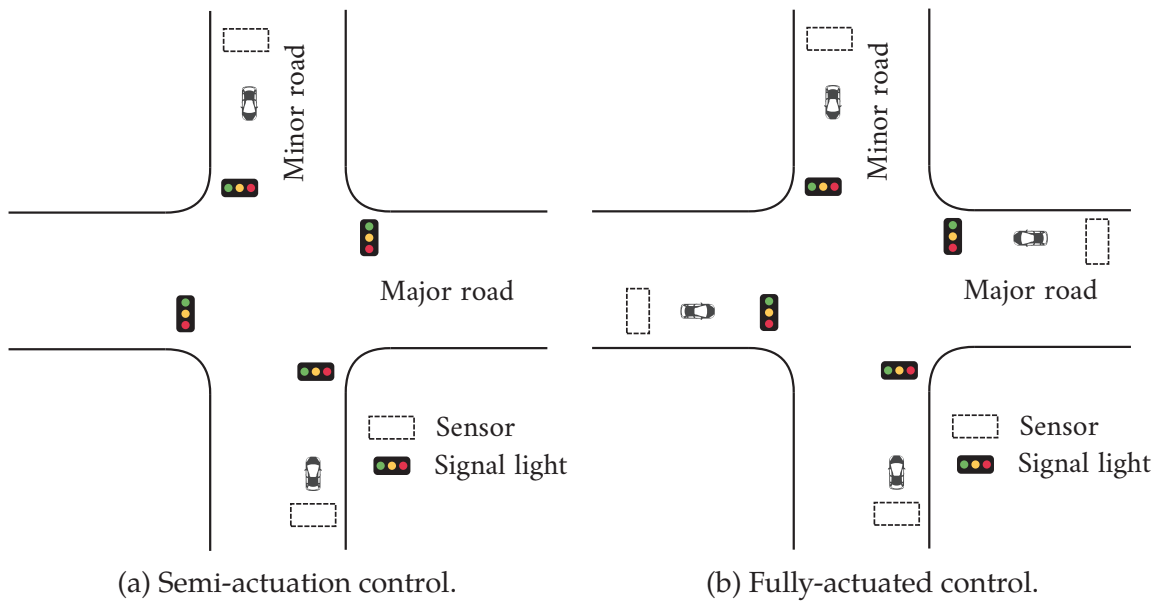 Minor road
Major road
Sensor
Signal light
(a) Semi-actuation control.
Minor road
Major road
Sensor
Signal light
(b) Fully-actuated control.